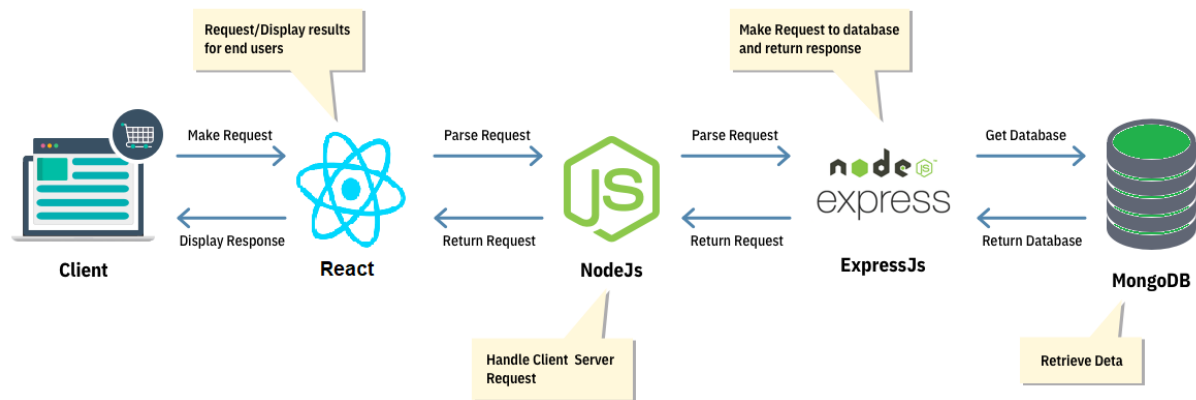 Request/Display results
for end users
Make Request to database
and return response
Make Request
Parse Request
Parse Request
Get Database
JS
node
JS
™
express
Display Response
Return Request
Return Request
Return Database
Client
React
NodeJs
ExpressJs
MongoDB
Handle Client Server
Request
Retrieve Deta